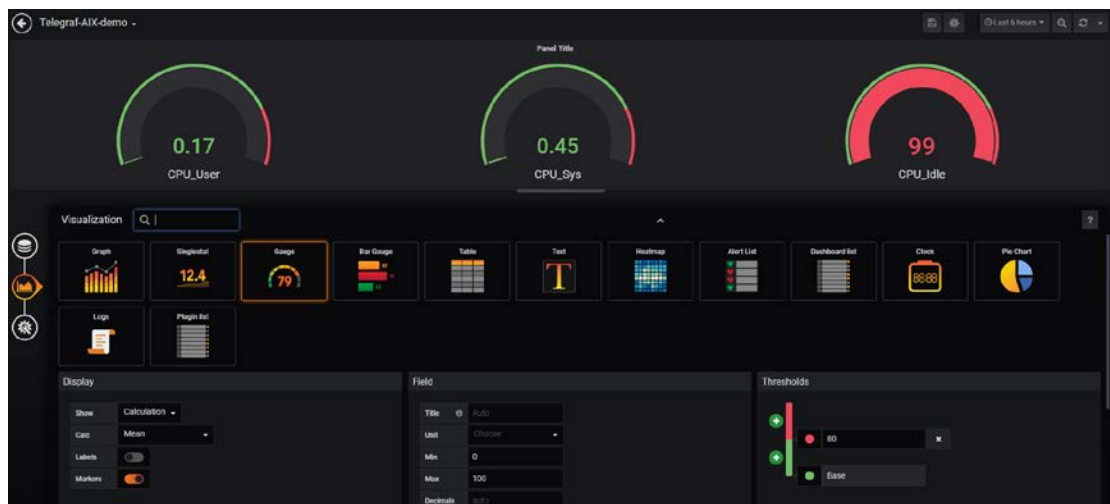 Telegraf-AIX-demo
Last 6 hours
Panel Title
0.17
0.45
99
CPU_User
CPU_Sys
CPU_Idle
Visualization
?
Graph
Singlestat
Gauge
Bar Gauge
Table
Text
Heatmap
Alert List
Dashboard list
Clock
Pie Chart
12.4
79
T
88:88
Logs
Plugin list
Display
Field
Thresholds
Show Calculation
Title Auto
Calc Mean
Unit Choose
80
Labels
Min 0
Markers
Max 100
Base
Decimals auto